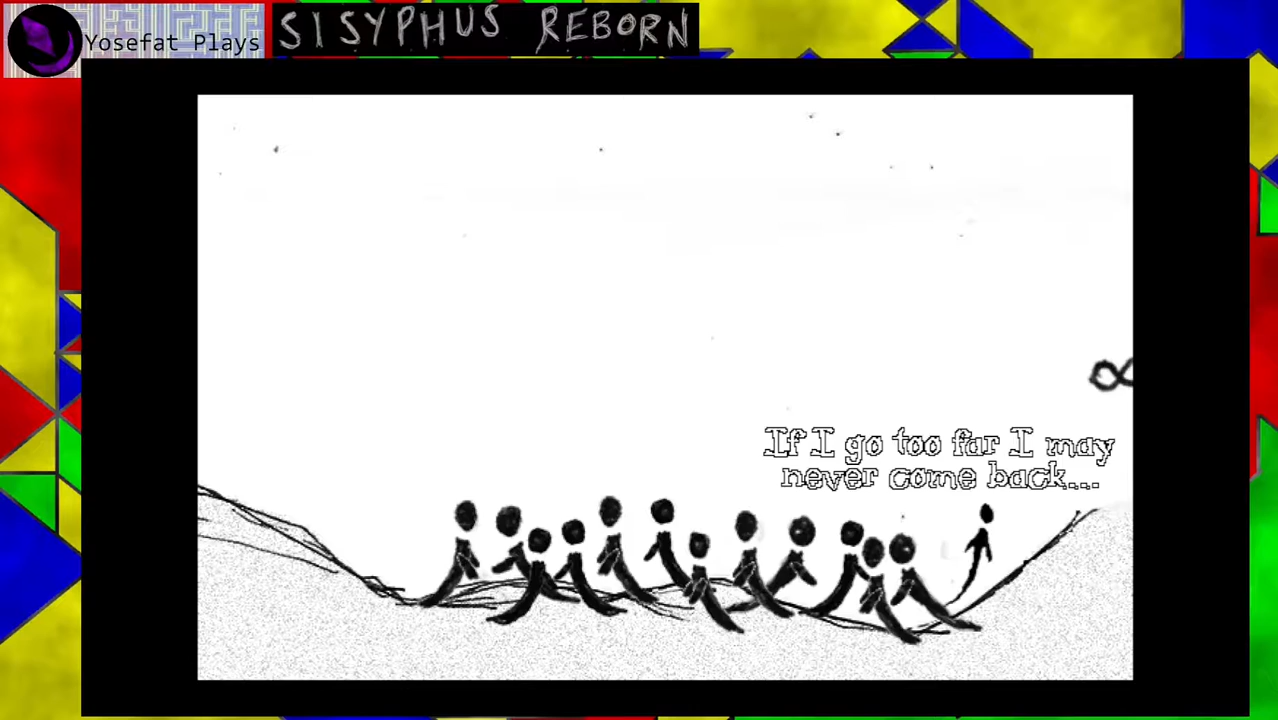 Yosefat Plays
SISYPHUS REBORN
∞
If I go too far I may
never come back...